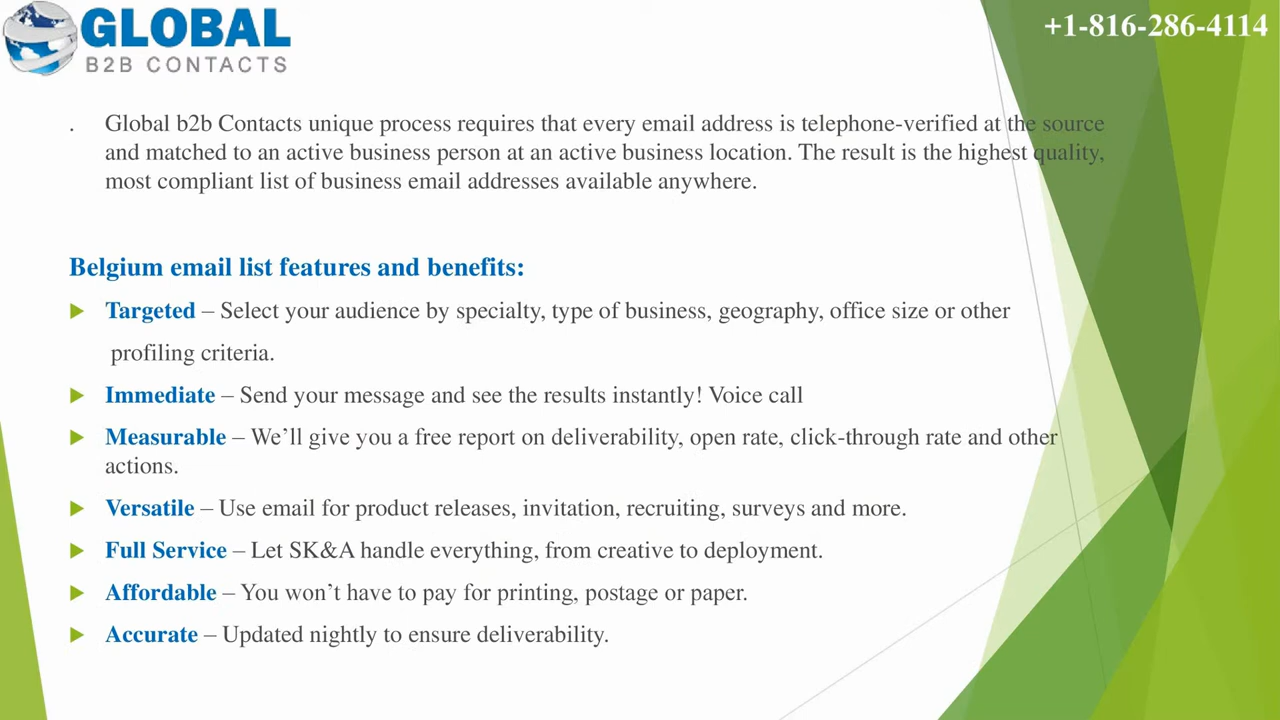 GLOBAL
B2B CONTACTS
+1-816-286-4114
. Global b2b Contacts unique process requires that every email address is telephone-verified at the source
and matched to an active business person at an active business location. The result is the highest quality,
most compliant list of business email addresses available anywhere.
Belgium email list features and benefits:
Targeted – Select your audience by specialty, type of business, geography, office size or other
profiling criteria.
Immediate – Send your message and see the results instantly! Voice call
Measurable – We’ll give you a free report on deliverability, open rate, click-through rate and other
actions.
Versatile – Use email for product releases, invitation, recruiting, surveys and more.
Full Service – Let SK&A handle everything, from creative to deployment.
Affordable – You won’t have to pay for printing, postage or paper.
Accurate – Updated nightly to ensure deliverability.